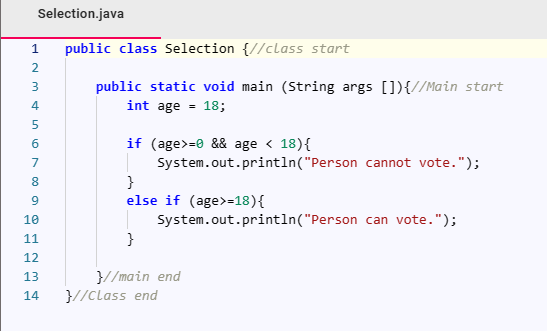 Selection.java
1 public class Selection {//class start
2
3 public static void main (String args []){//Main start
4 int age = 18;
5
6 if (age>=0 && age < 18){
7 System.out.println("Person cannot vote.");
8 }
9 else if (age>=18){
10 System.out.println("Person can vote.");
11 }
12
13 }//main end
14 }//Class end